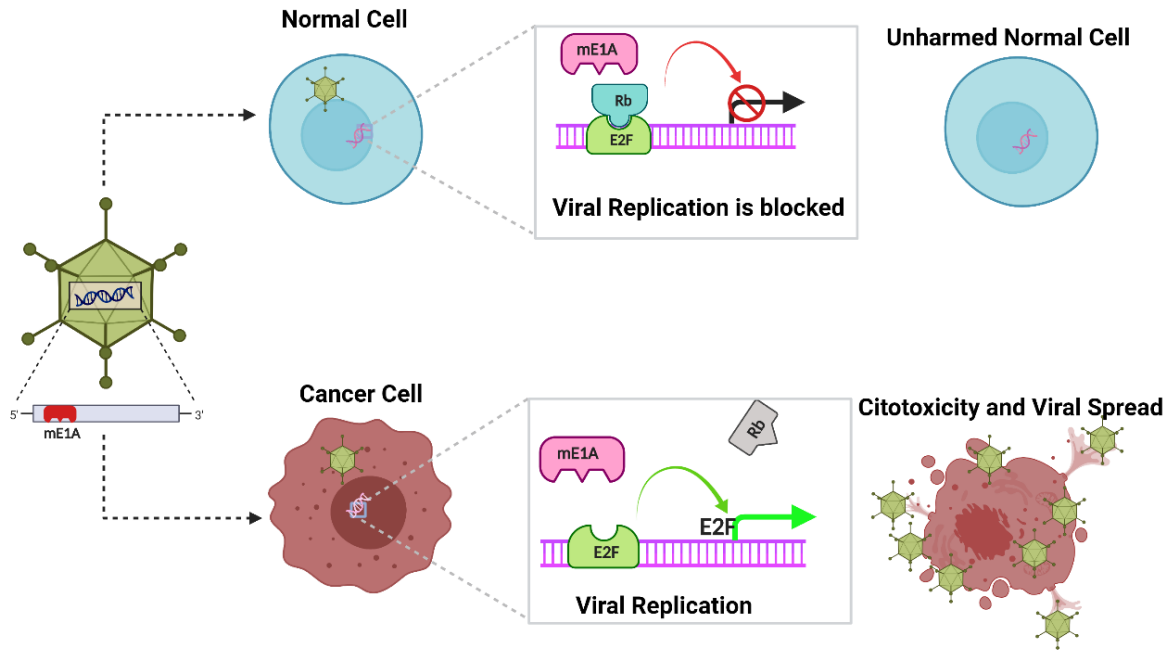 Normal Cell
mE1A
Rb
E2F
Viral Replication is blocked
Unharmed Normal Cell
5'
3'
mE1A
Cancer Cell
mE1A
Rb
E2F
E2F
Viral Replication
Citotoxicity and Viral Spread